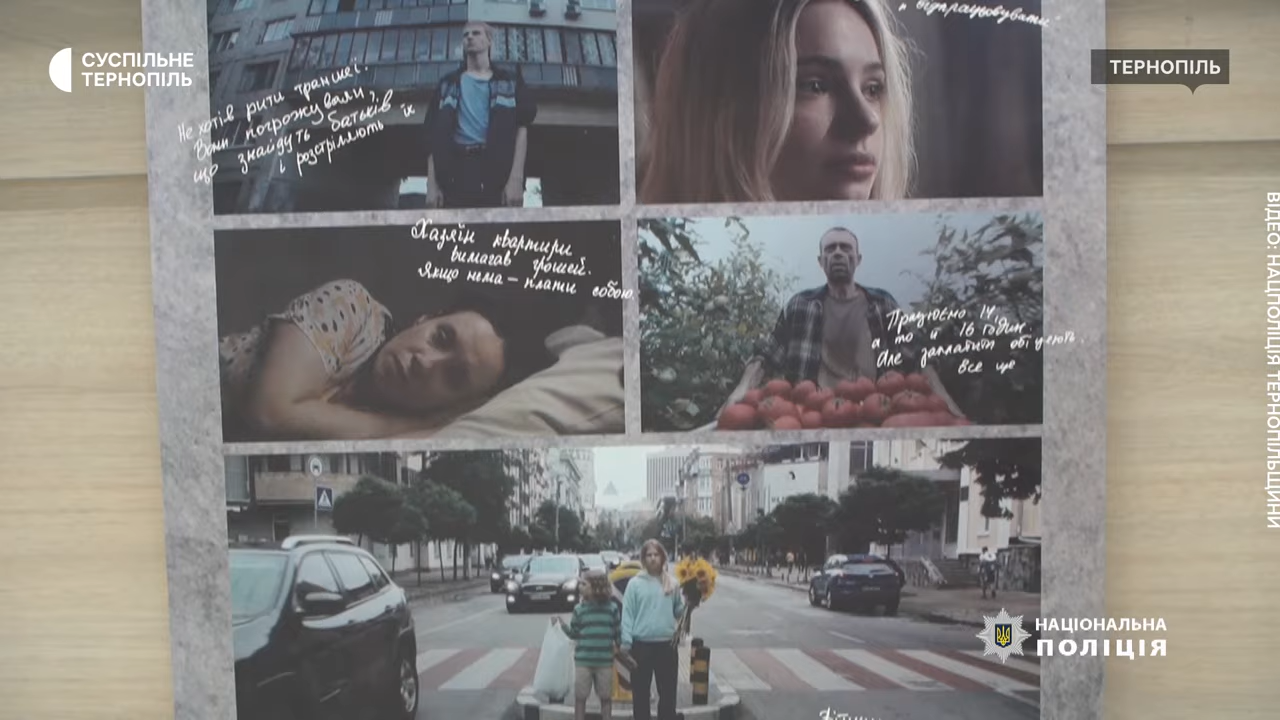 СУСПІЛЬНЕ
ТЕРНОПІЛЬ
ТЕРНОПІЛЬ
и відпрацьовувати
Не хотів рити траншеї.
Вони погрожували,
що знайдуть батьків
і розстріляють їх
Хазяїн квартири
вимагав грошей.
Якщо нема – плати собою.
Працюємо 14,
а то й 16 годин
Але заплатити обіцяють
все ще
ВІДЕО: НАЦПОЛІЦІЯ ТЕРНОПІЛЬЩИНИ
НАЦІОНАЛЬНА
ПОЛІЦІЯ